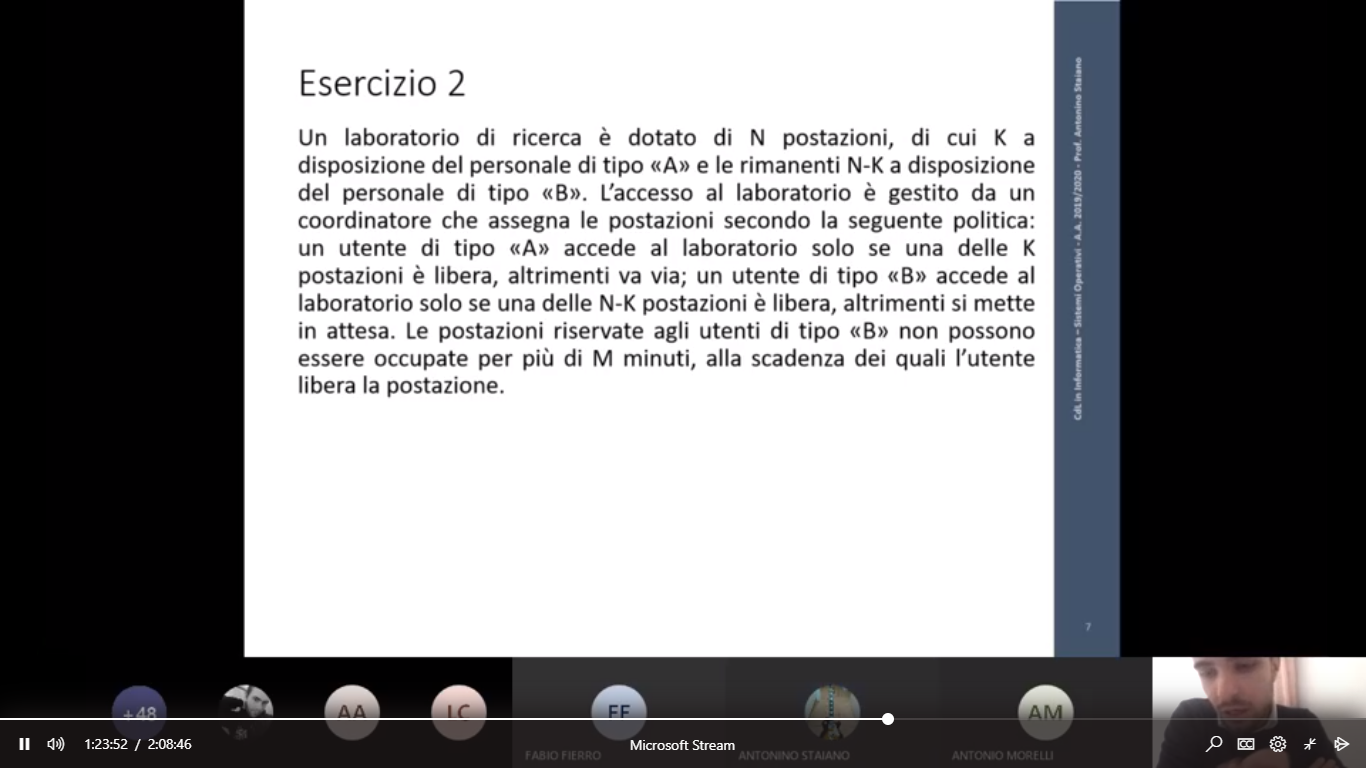 Esercizio 2
Un laboratorio di ricerca è dotato di N postazioni, di cui K a
disposizione del personale di tipo «A» e le rimanenti N-K a disposizione
del personale di tipo «B». L’accesso al laboratorio è gestito da un
coordinatore che assegna le postazioni secondo la seguente politica:
un utente di tipo «A» accede al laboratorio solo se una delle K
postazioni è libera, altrimenti va via; un utente di tipo «B» accede al
laboratorio solo se una delle N-K postazioni è libera, altrimenti si mette
in attesa. Le postazioni riservate agli utenti di tipo «B» non possono
essere occupate per più di M minuti, alla scadenza dei quali l’utente
libera la postazione.
CdL in Informatica – Sistemi Operativi - A.A. 2019/2020 - Prof. Antonino Staiano
7
+48
AA
LC
FF
AM
FABIO FIERRO
ANTONINO STAIANO
ANTONIO MORELLI
1:23:52 / 2:08:46
Microsoft Stream
CC